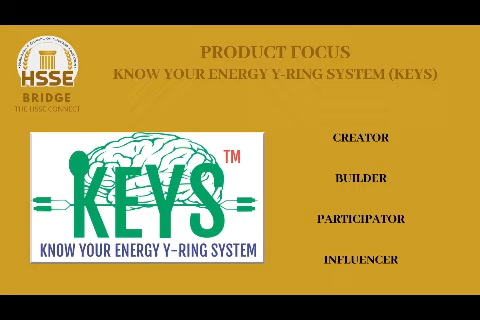 HSSE
BRIDGE
THE HSSE CONNECT
PRODUCT FOCUS
KNOW YOUR ENERGY Y-RING SYSTEM (KEYS)
KEYS
TM
KNOW YOUR ENERGY Y-RING SYSTEM
CREATOR
BUILDER
PARTICIPATOR
INFLUENCER